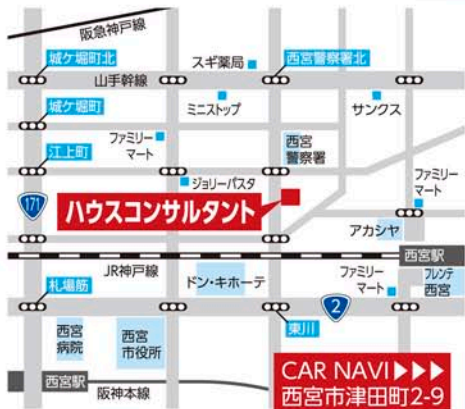 阪急神戸線
城ケ堀町北
スギ薬局
西宮警察署北
山手幹線
城ケ堀町
ミニストップ
サンクス
ファミリー
マート
西宮
警察署
江上町
ジョリーパスタ
ファミリー
マート
171
ハウスコンサルタント
アカシヤ
西宮駅
JR神戸線
ドン・キホーテ
ファミリー
マート
フレンテ
西宮
札場筋
2
東川
西宮
病院
西宮
市役所
西宮駅
阪神本線
CAR NAVI▶▶▶
西宮市津田町2-9